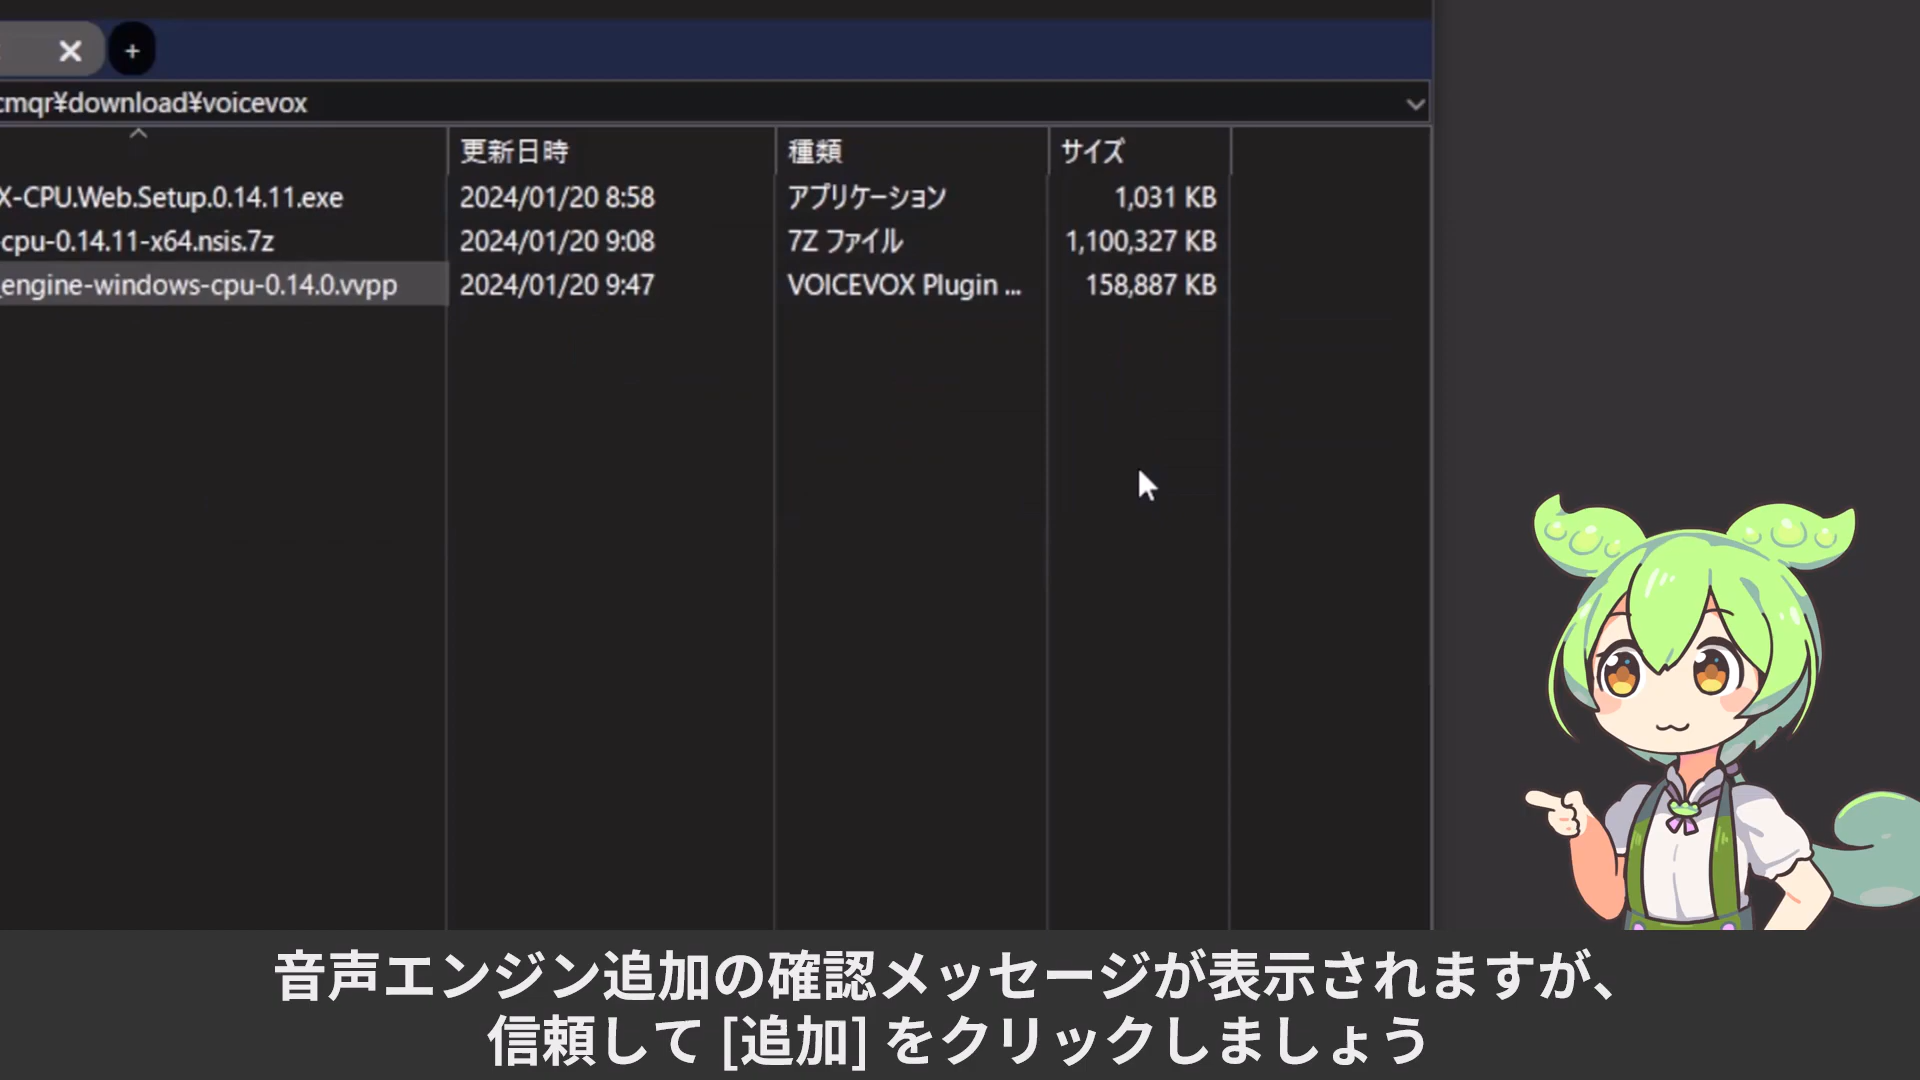 cmqr¥download¥voicevox
更新日時 種類 サイズ
X-CPU.Web.Setup.0.14.11.exe 2024/01/20 8:58 アプリケーション 1,031 KB
-cpu-0.14.11-x64.nsis.7z 2024/01/20 9:08 7Z ファイル 1,100,327 KB
_engine-windows-cpu-0.14.0.vvpp 2024/01/20 9:47 VOICEVOX Plugin ... 158,887 KB
音声エンジン追加の確認メッセージが表示されますが、
信頼して [追加] をクリックしましょう